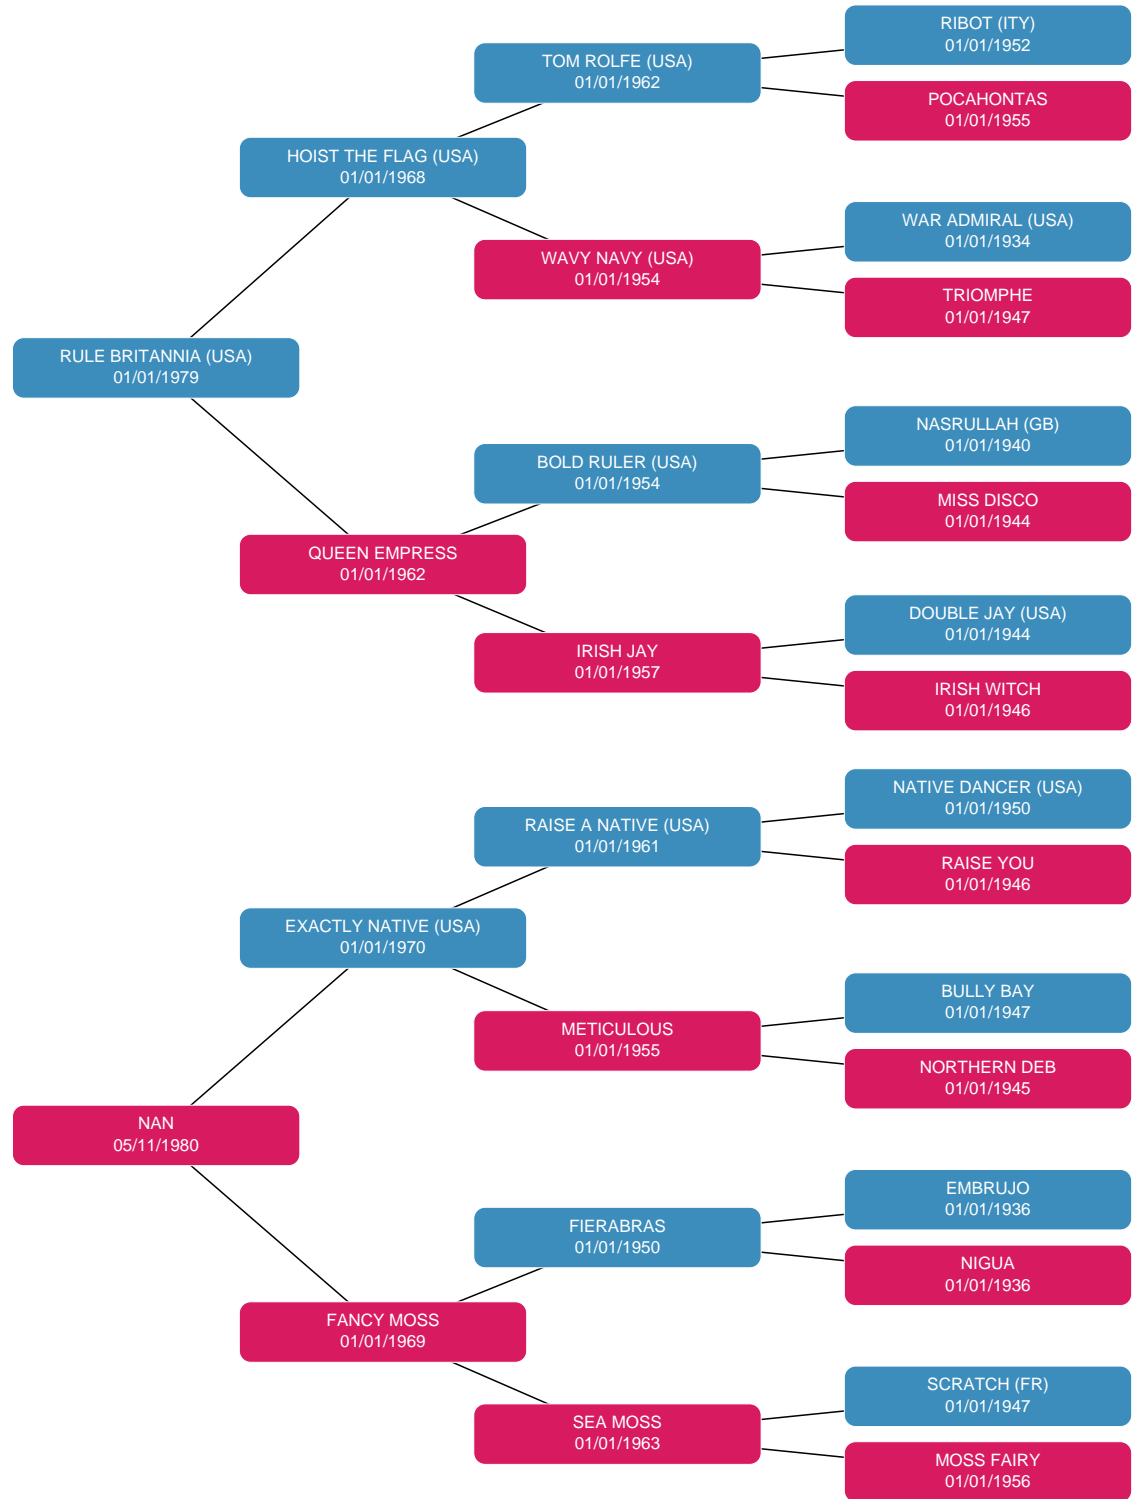 RIBOT (ITY)
01/01/1952
TOM ROLFE (USA)
01/01/1962
POCAHONTAS
01/01/1955
HOIST THE FLAG (USA)
01/01/1968
WAR ADMIRAL (USA)
01/01/1934
WAVY NAVY (USA)
01/01/1954
TRIOMPHE
01/01/1947
RULE BRITANNIA (USA)
01/01/1979
NASRULLAH (GB)
01/01/1940
BOLD RULER (USA)
01/01/1954
MISS DISCO
01/01/1944
QUEEN EMPRESS
01/01/1962
DOUBLE JAY (USA)
01/01/1944
IRISH JAY
01/01/1957
IRISH WITCH
01/01/1946
NATIVE DANCER (USA)
01/01/1950
RAISE A NATIVE (USA)
01/01/1961
RAISE YOU
01/01/1946
EXACTLY NATIVE (USA)
01/01/1970
BULLY BAY
01/01/1947
METICULOUS
01/01/1955
NORTHERN DEB
01/01/1945
NAN
05/11/1980
EMBRUJO
01/01/1936
FIERABRAS
01/01/1950
NIGUA
01/01/1936
FANCY MOSS
01/01/1969
SCRATCH (FR)
01/01/1947
SEA MOSS
01/01/1963
MOSS FAIRY
01/01/1956